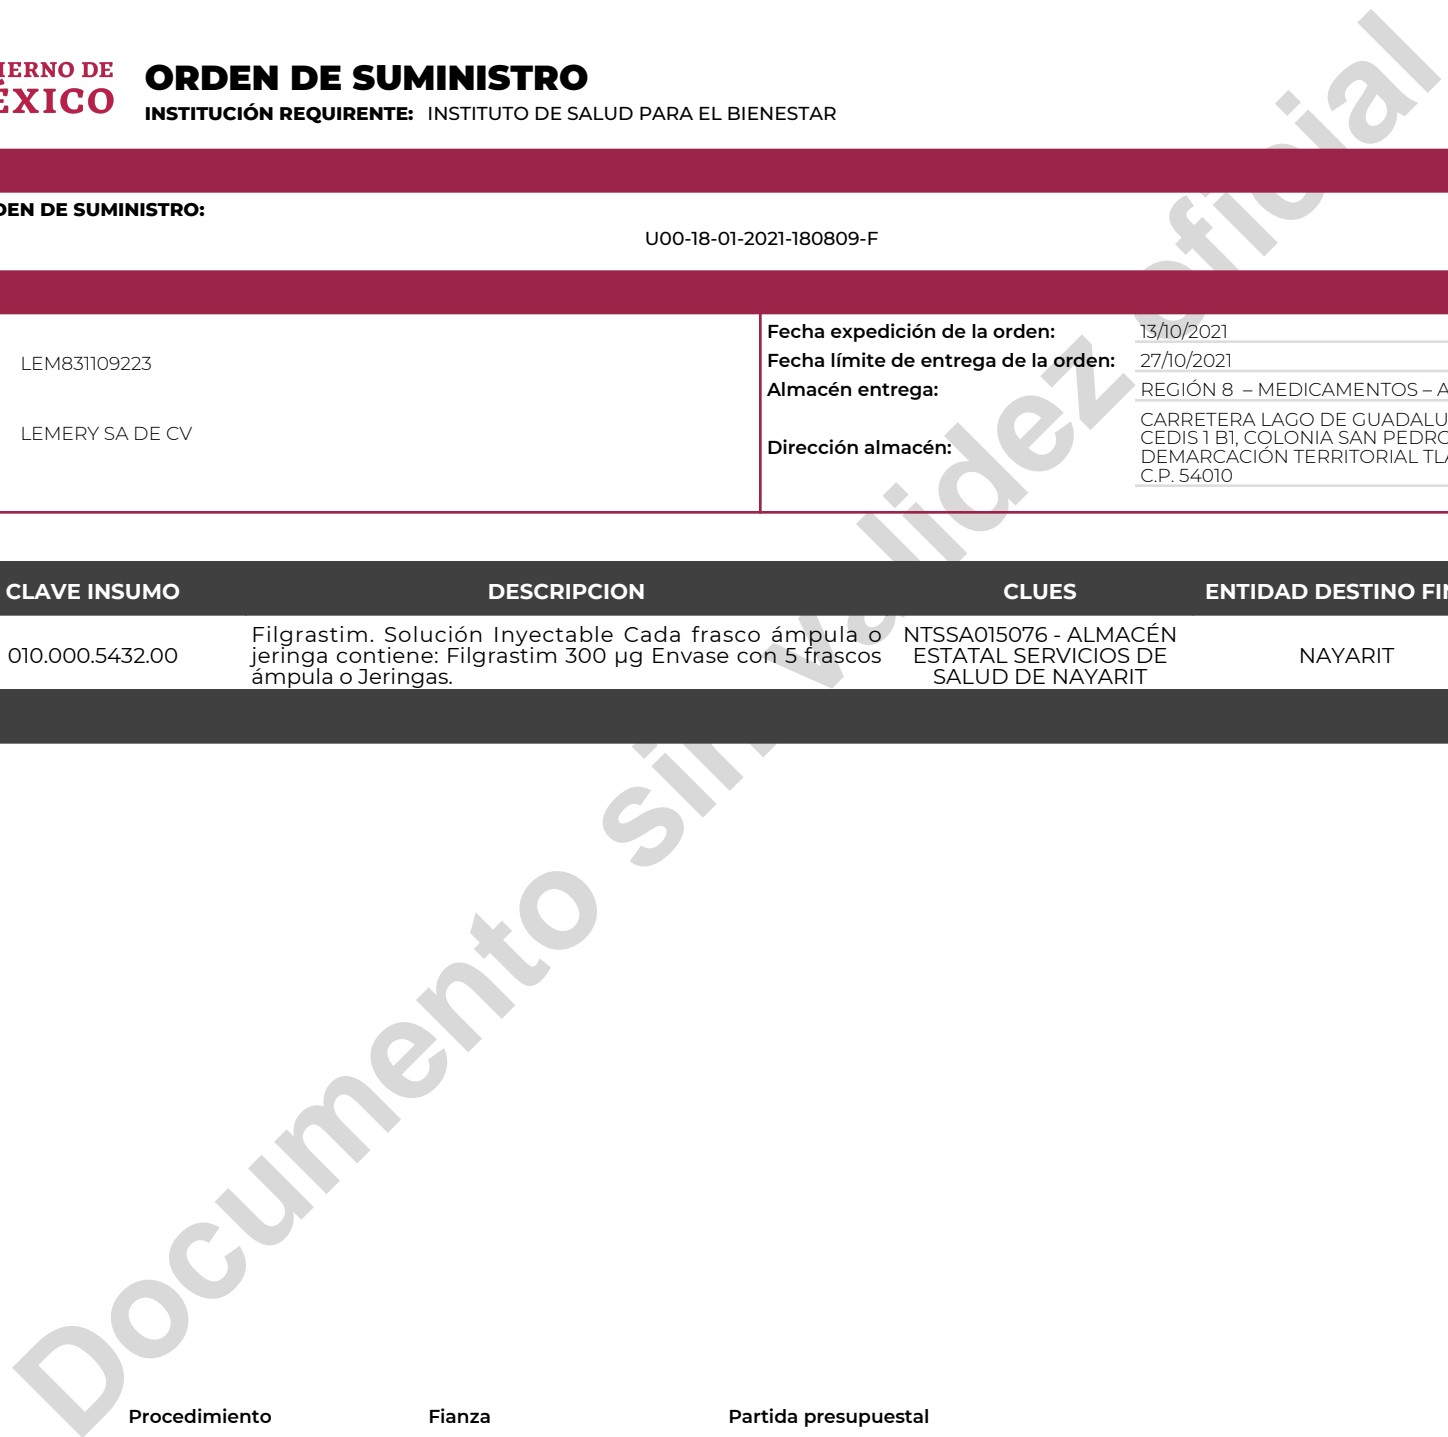 IERNO DE
ÉXICO
ORDEN DE SUMINISTRO
INSTITUCIÓN REQUIRENTE: INSTITUTO DE SALUD PARA EL BIENESTAR
DEN DE SUMINISTRO:
U00-18-01-2021-180809-F
LEM831109223
LEMERY SA DE CV
Fecha expedición de la orden: 13/10/2021
Fecha límite de entrega de la orden: 27/10/2021
Almacén entrega: REGIÓN 8 – MEDICAMENTOS – A
Dirección almacén:
CARRETERA LAGO DE GUADALU
CEDIS 1 B1, COLONIA SAN PEDRO
DEMARCACIÓN TERRITORIAL TLA
C.P. 54010
CLAVE INSUMO DESCRIPCION CLUES ENTIDAD DESTINO FIN
010.000.5432.00
Filgrastim. Solución Inyectable Cada frasco ámpula o
jeringa contiene: Filgrastim 300 µg Envase con 5 frascos
ámpula o Jeringas.
NTSSA015076 - ALMACÉN
ESTATAL SERVICIOS DE
SALUD DE NAYARIT
NAYARIT
Documento sin validez oficial
Procedimiento Fianza Partida presupuestal